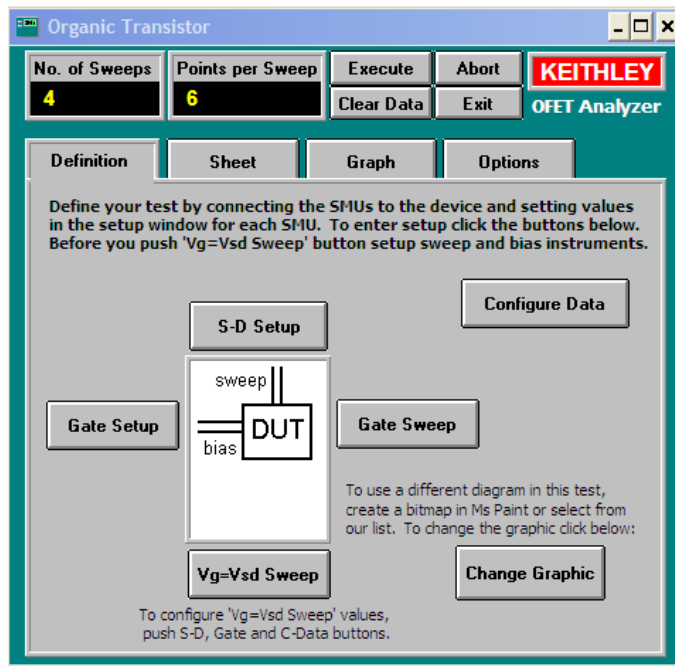 Organic Transistor
No. of Sweeps
4
Points per Sweep
6
Execute
Abort
Clear Data
Exit
KEITHLEY
OFET Analyzer
Definition
Sheet
Graph
Options
Define your test by connecting the SMUs to the device and setting values
in the setup window for each SMU. To enter setup click the buttons below.
Before you push 'Vg=Vsd Sweep' button setup sweep and bias instruments.
Configure Data
S-D Setup
sweep
Gate Setup
bias
DUT
Gate Sweep
To use a different diagram in this test,
create a bitmap in Ms Paint or select from
our list. To change the graphic click below:
Vg=Vsd Sweep
Change Graphic
To configure 'Vg=Vsd Sweep' values,
push S-D, Gate and C-Data buttons.